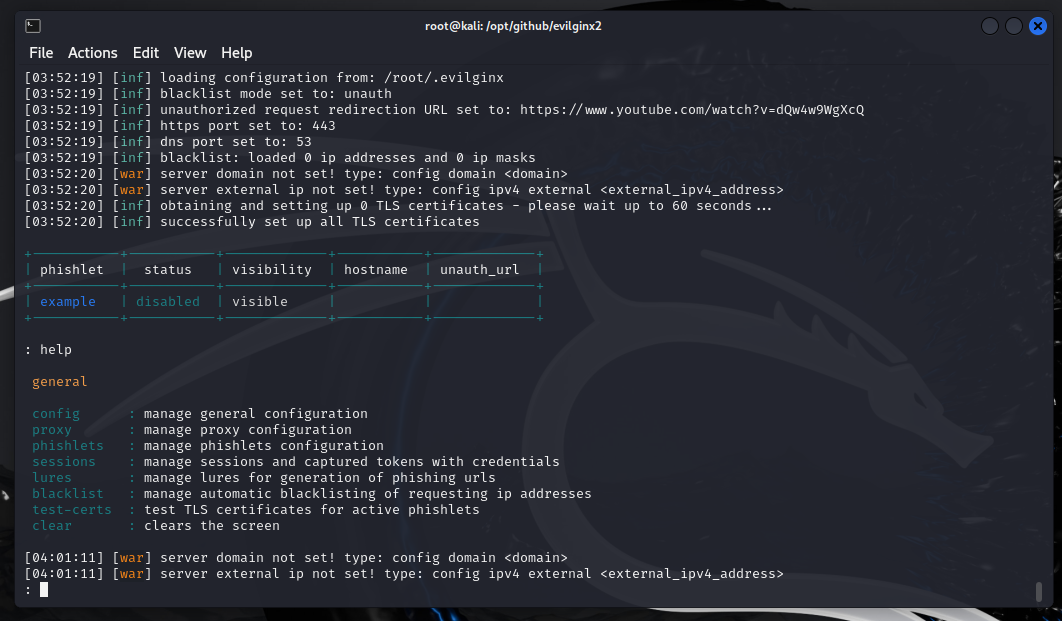 root@kali: /opt/github/evilginx2
File Actions Edit View Help
[03:52:19] [inf] loading configuration from: /root/.evilginx
[03:52:19] [inf] blacklist mode set to: unauth
[03:52:19] [inf] unauthorized request redirection URL set to: https://www.youtube.com/watch?v=dQw4w9WgXcQ
[03:52:19] [inf] https port set to: 443
[03:52:19] [inf] dns port set to: 53
[03:52:19] [inf] blacklist: loaded 0 ip addresses and 0 ip masks
[03:52:20] [war] server domain not set! type: config domain <domain>
[03:52:20] [war] server external ip not set! type: config ipv4 external <external_ipv4_address>
[03:52:20] [inf] obtaining and setting up 0 TLS certificates - please wait up to 60 seconds...
[03:52:20] [inf] successfully set up all TLS certificates
+-----------+-----------+-------------+-----------+-------------+
| phishlet | status | visibility | hostname | unauth_url |
+-----------+-----------+-------------+-----------+-------------+
| example | disabled | visible | | |
+-----------+-----------+-------------+-----------+-------------+
: help
general
config : manage general configuration
proxy : manage proxy configuration
phishlets : manage phishlets configuration
sessions : manage sessions and captured tokens with credentials
lures : manage lures for generation of phishing urls
blacklist : manage automatic blacklisting of requesting ip addresses
test-certs : test TLS certificates for active phishlets
clear : clears the screen
[04:01:11] [war] server domain not set! type: config domain <domain>
[04:01:11] [war] server external ip not set! type: config ipv4 external <external_ipv4_address>
: